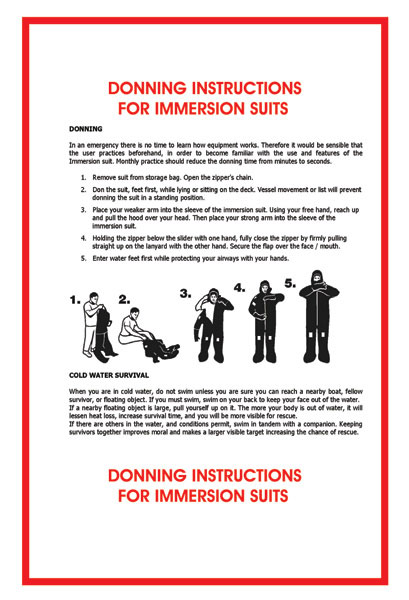 DONNING INSTRUCTIONS
FOR IMMERSION SUITS
DONNING
In an emergency there is no time to learn how equipment works. Therefore it would be sensible that
the user practices beforehand, in order to become familiar with the use and features of the
Immersion suit. Monthly practice should reduce the donning time from minutes to seconds.
1. Remove suit from storage bag. Open the zipper's chain.
2. Don the suit, feet first, while lying or sitting on the deck. Vessel movement or list will prevent
donning the suit in a standing position.
3. Place your weaker arm into the sleeve of the immersion suit. Using your free hand, reach up
and pull the hood over your head. Then place your strong arm into the sleeve of the
immersion suit.
4. Holding the zipper below the slider with one hand, fully close the zipper by firmly pulling
straight up on the lanyard with the other hand. Secure the flap over the face / mouth.
5. Enter water feet first while protecting your airways with your hands.
1. 2. 3. 4. 5.
COLD WATER SURVIVAL
When you are in cold water, do not swim unless you are sure you can reach a nearby boat, fellow
survivor, or floating object. If you must swim, swim on your back to keep your face out of the water.
If a nearby floating object is large, pull yourself up on it. The more your body is out of water, it will
lessen heat loss, increase survival time, and you will be more visible for rescue.
If there are others in the water, and conditions permit, swim in tandem with a companion. Keeping
survivors together improves moral and makes a larger visible target increasing the chance of rescue.
DONNING INSTRUCTIONS
FOR IMMERSION SUITS